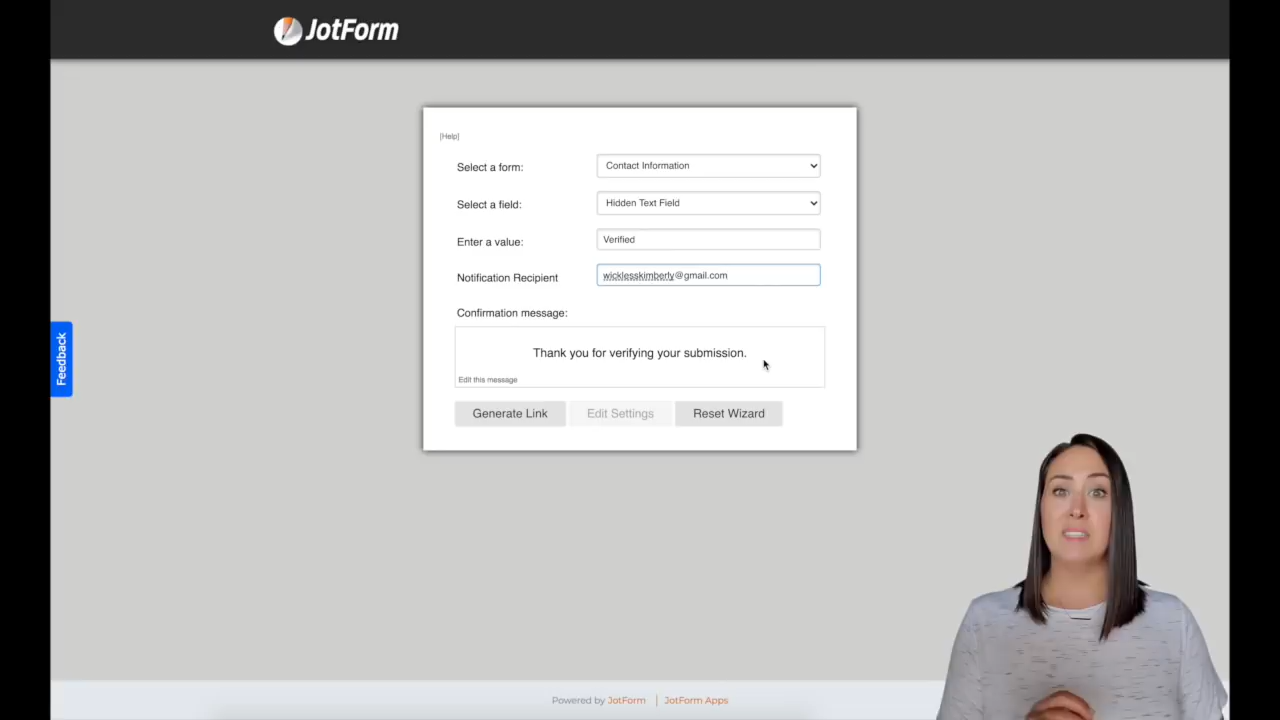 JotForm
[Help]
Select a form: Contact Information
Select a field: Hidden Text Field
Enter a value: Verified
Notification Recipient wicklesskimberly@gmail.com
Confirmation message:
Thank you for verifying your submission.
Edit this message
Generate Link Edit Settings Reset Wizard
Feedback
Powered by JotForm | JotForm Apps